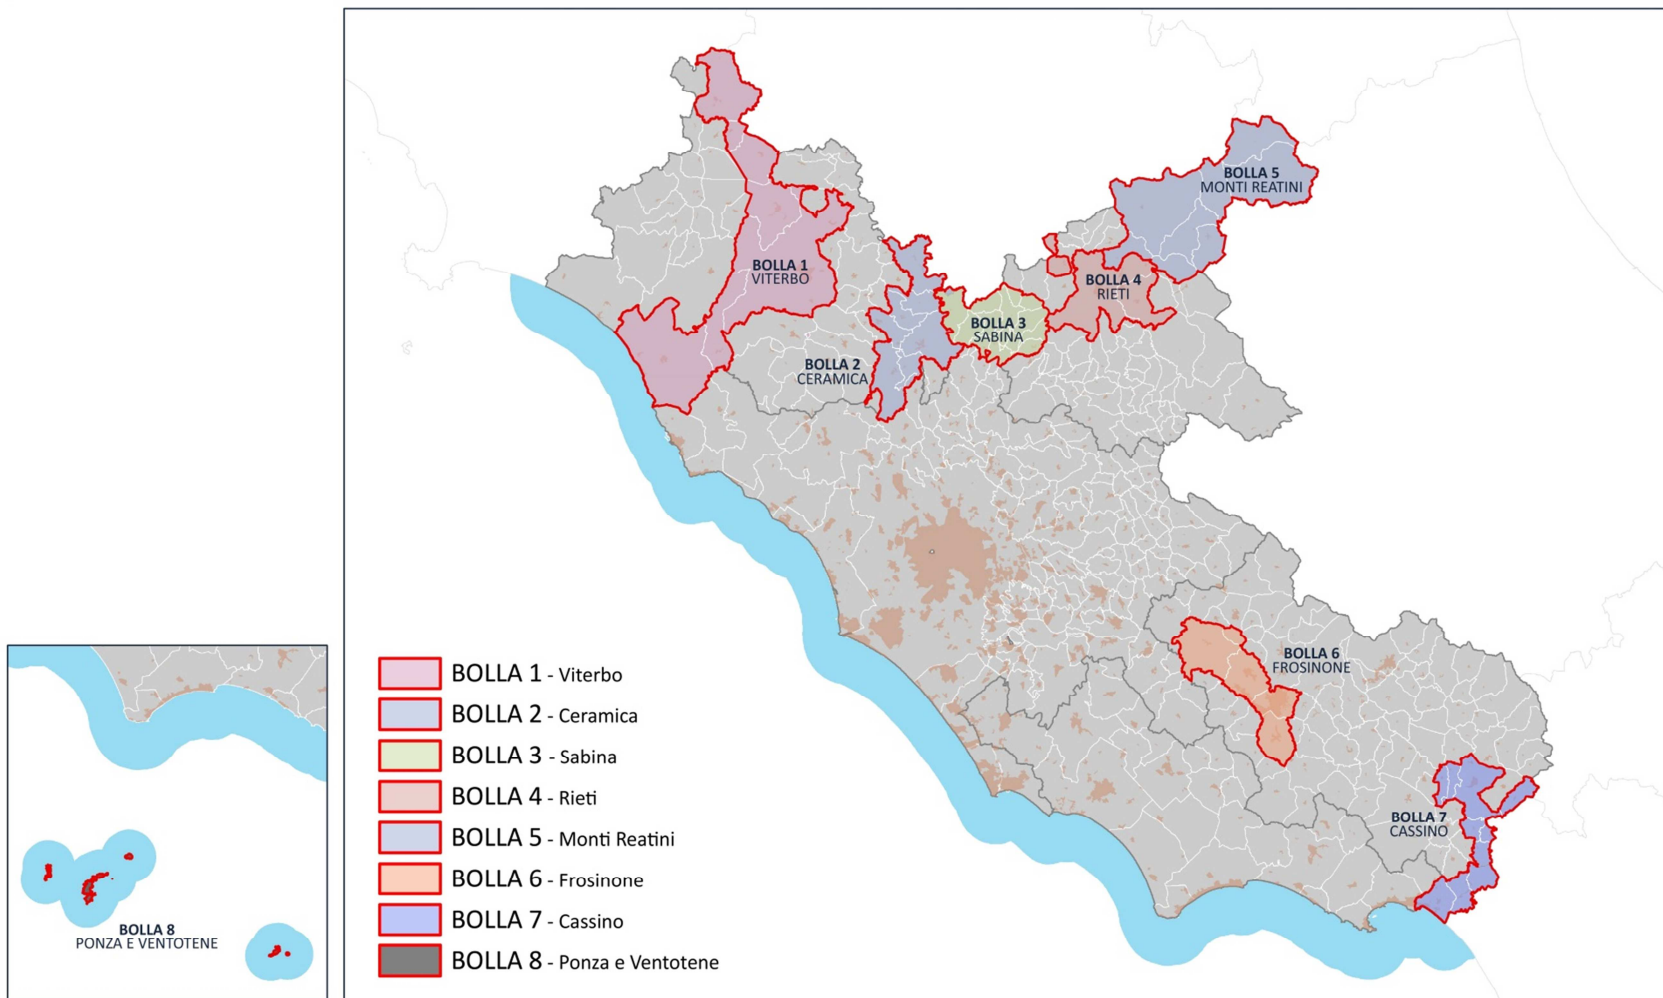 BOLLA 5
MONTI REATINI
BOLLA 1
VITERBO
BOLLA 4
RIETI
BOLLA 3
SABINA
BOLLA 2
CERAMICA
BOLLA 6
FROSINONE
BOLLA 7
CASSINO
BOLLA 8
PONZA E VENTOTENE
BOLLA 1 - Viterbo
BOLLA 2 - Ceramica
BOLLA 3 - Sabina
BOLLA 4 - Rieti
BOLLA 5 - Monti Reatini
BOLLA 6 - Frosinone
BOLLA 7 - Cassino
BOLLA 8 - Ponza e Ventotene